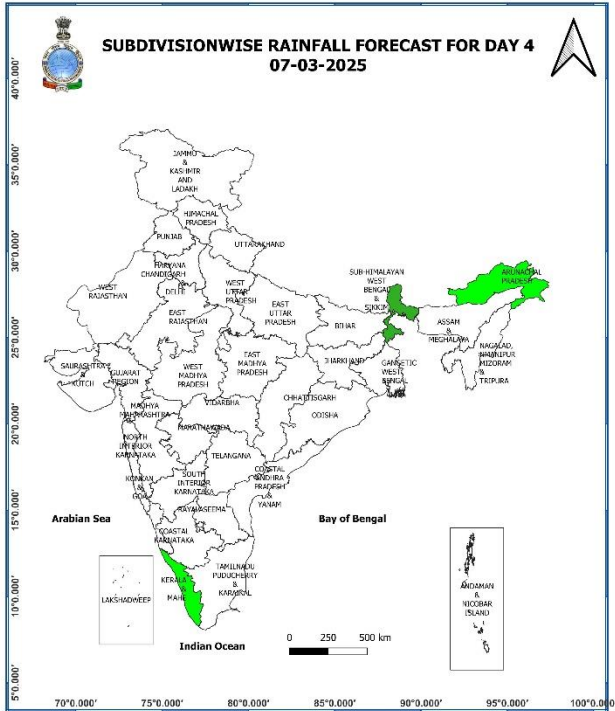 SUBDIVISIONWISE RAINFALL FORECAST FOR DAY 4
07-03-2025
40°0.000'
35°0.000'
30°0.000'
25°0.000'
20°0.000'
15°0.000'
10°0.000'
5°0.000'
JAMMU
&
KASHMIR
AND
LADAKH
HIMACHAL
PRADESH
PUNJAB
UTTARAKHAND
HARYANA
CHANDIGARH
DELHI
WEST
RAJASTHAN
WEST
UTTAR
PRADESH
EAST
RAJASTHAN
EAST
UTTAR
PRADESH
SUB-HIMALAYAN
WEST
BENGAL
&
SIKKIM
ARUNACHAL
PRADESH
BIHAR
ASSAM
&
MEGHALAYA
NAGALAD,
MANIPUR
MIZORAM
&
TRIPURA
SAURASHTRA
&
KUTCH
GUJARAT
REGION
WEST
MADHYA
PRADESH
EAST
MADHYA
PRADESH
JHARKHAND
GANGETIC
WEST
BENGAL
CHHATTISGARH
ODISHA
MADHYA
MAHARASHTRA
VIDARBHA
MARATHAWADA
NORTH
INTERIOR
KARNATAKA
TELANGANA
KONKAN
&
GOA
SOUTH
INTERIOR
KARNATAKA
COASTAL
ANDHRA
PRADESH
&
YANAM
RAYALASEEMA
COASTAL
KARNATAKA
Arabian Sea
Bay of Bengal
LAKSHADWEEP
KERALA
&
MAHE
TAMILNADU
PUDUCHERRY
&
KARAIKAL
ANDAMAN
&
NICOBAR
ISLAND
Indian Ocean
0 250 500 km
70°0.000' 75°0.000' 80°0.000' 85°0.000' 90°0.000' 95°0.000' 100°0.000'